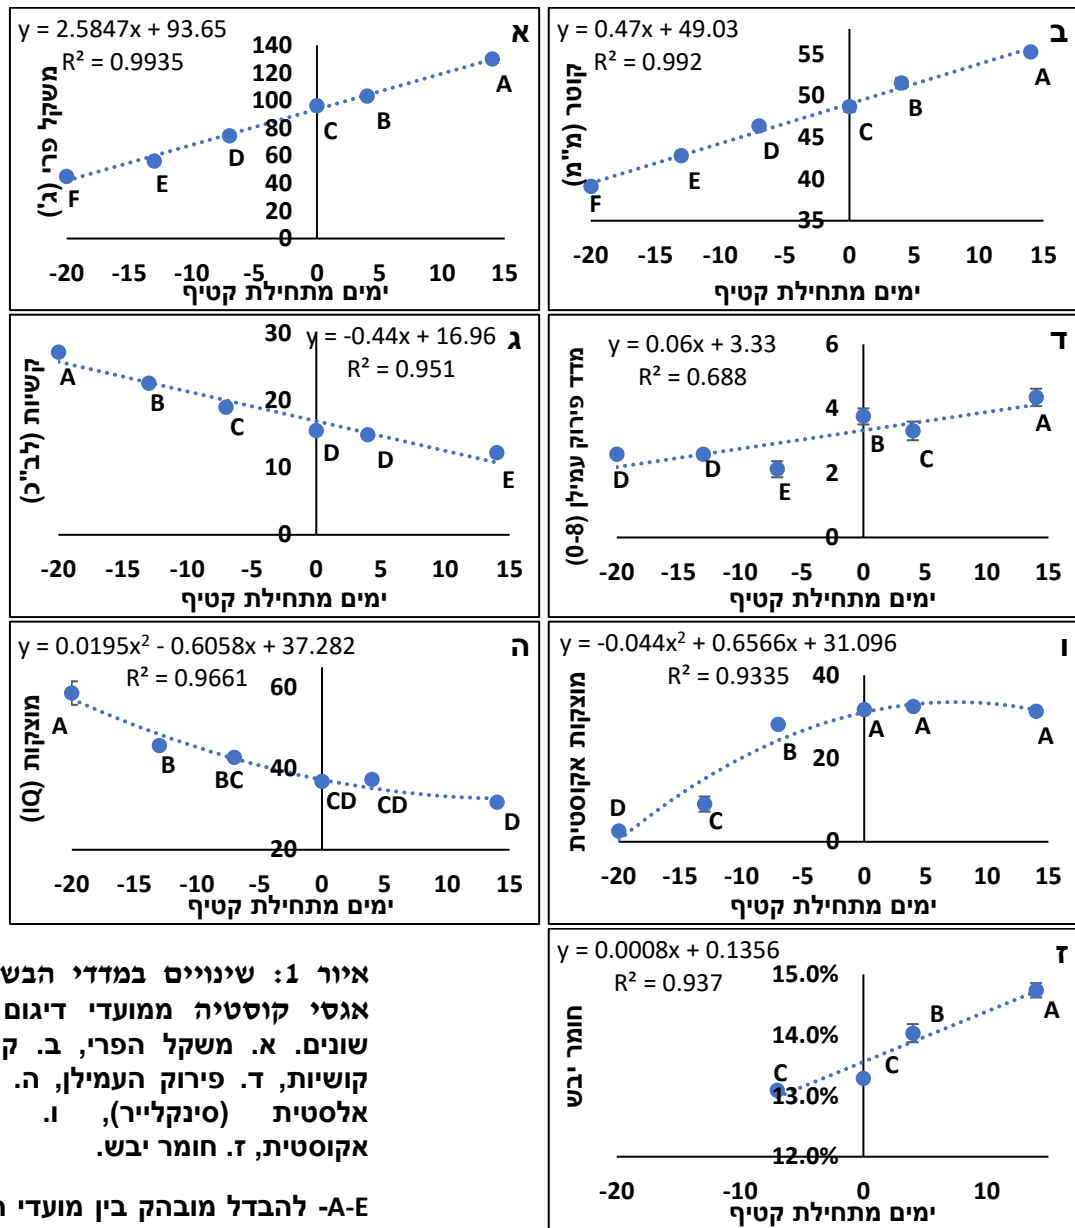 א
y = 2.5847x + 93.65
R² = 0.9935
משקל פרי (ג')
140
120
100
80
60
40
20
0
A
B
C
D
E
F
-20 -15 -10 -5 0 5 10 15
ימים מתחילת קטיף
ב
y = 0.47x + 49.03
R² = 0.992
קוטר (מ"מ)
55
50
45
40
35
A
B
C
D
E
F
-20 -15 -10 -5 0 5 10 15
ימים מתחילת קטיף
ג
y = -0.44x + 16.96
R² = 0.951
קשיות (לב"כ)
30
20
10
0
A
B
C
D
D
E
-20 -15 -10 -5 0 5 10 15
ימים מתחילת קטיף
ד
y = 0.06x + 3.33
R² = 0.688
מדד פירוק עמילן (0-8)
6
4
2
0
D
D
E
B
C
A
-20 -15 -10 -5 0 5 10 15
ימים מתחילת קטיף
ה
y = 0.0195x² - 0.6058x + 37.282
R² = 0.9661
מוצקות (IQ)
60
40
20
A
B
BC
CD
CD
D
-20 -15 -10 -5 0 5 10 15
ימים מתחילת קטיף
ו
y = -0.044x² + 0.6566x + 31.096
R² = 0.9335
מוצקות אקוסטית
40
20
0
D
C
B
A
A
A
-20 -15 -10 -5 0 5 10 15
ימים מתחילת קטיף
ז
y = 0.0008x + 0.1356
R² = 0.937
חומר יבש
15.0%
14.0%
13.0%
12.0%
C
C
B
A
-20 -10 0 10
ימים מתחילת קטיף
איור 1: שינויים במדדי הבש
אגסי קוסטיה ממועדי דיגום
שונים. א. משקל הפרי, ב. ק
קושיות, ד. פירוק העמילן, ה.
אלסטית (סינקלייר), ו.
אקוסטית, ז. חומר יבש.
A-E- להבדל מובהק בין מועדי ה